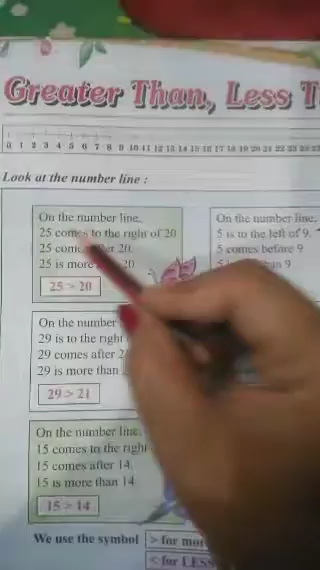 Greater Than, Less
0 1 2 3 4 5 6 7 8 9 10 11 12 13 14 15 16 17 18 19 20 21 22 23
Look at the number line :
On the number line,
25 comes to the right of 20
25 20.
25 is more 20
25 > 20
On the number line,
5 is to the left of 9.
5 comes before 9
9
On the number
29 is to the right
29 comes after
29 is more than
29 > 21
On the number line,
15 comes to the right
15 comes after 14.
15 is more than 14
15 > 14
We use the symbol > for more
< for LESS